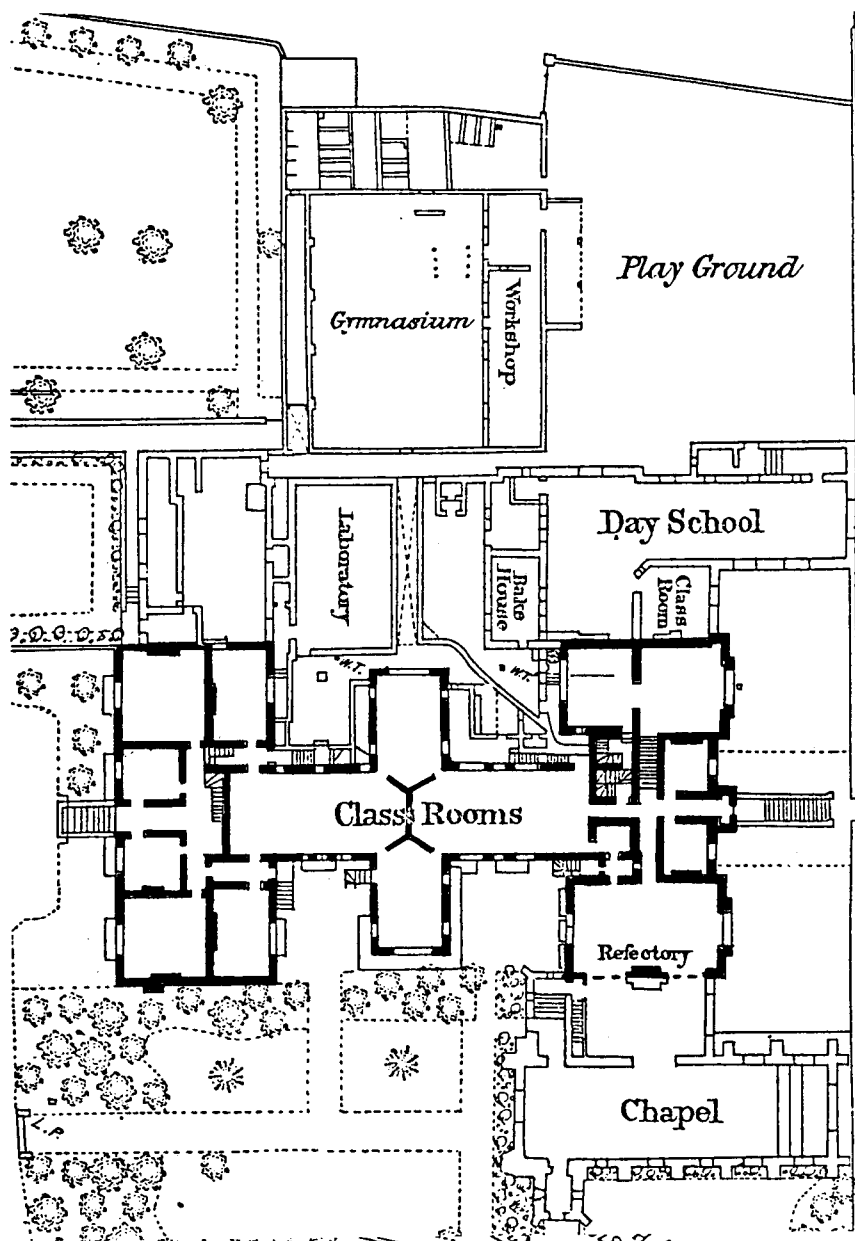 Play Ground
Gymnasium
Workshop
Day School
Laboratory
Bake
House
Class
Room
W.T.
W.T.
Class Rooms
Refectory
Chapel
L.P.